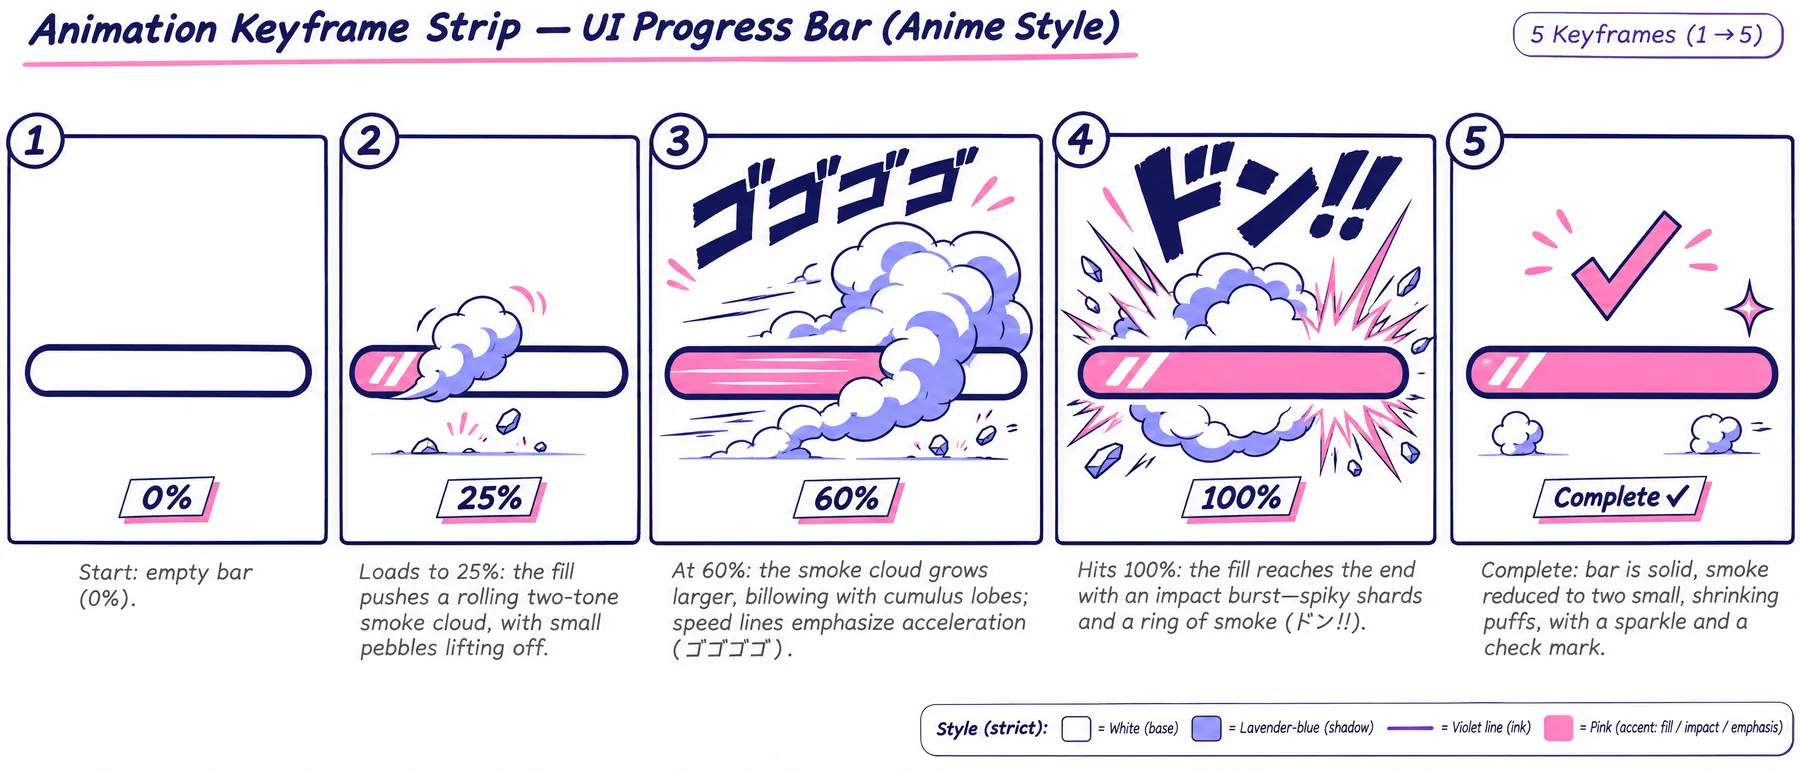 Animation Keyframe Strip — UI Progress Bar (Anime Style)
5 Keyframes (1 → 5)
1
2
3
4
5
ゴゴゴゴ
ドン!!
0%
25%
60%
100%
Complete ✓
Start: empty bar
(0%).
Loads to 25%: the fill
pushes a rolling two-tone
smoke cloud, with small
pebbles lifting off.
At 60%: the smoke cloud grows
larger, billowing with cumulus lobes;
speed lines emphasize acceleration
(ゴゴゴゴ).
Hits 100%: the fill reaches the end
with an impact burst—spiky shards
and a ring of smoke (ドン!!).
Complete: bar is solid, smoke
reduced to two small, shrinking
puffs, with a sparkle and a
check mark.
Style (strict): = White (base) = Lavender-blue (shadow) = Violet line (ink) = Pink (accent: fill / impact / emphasis)